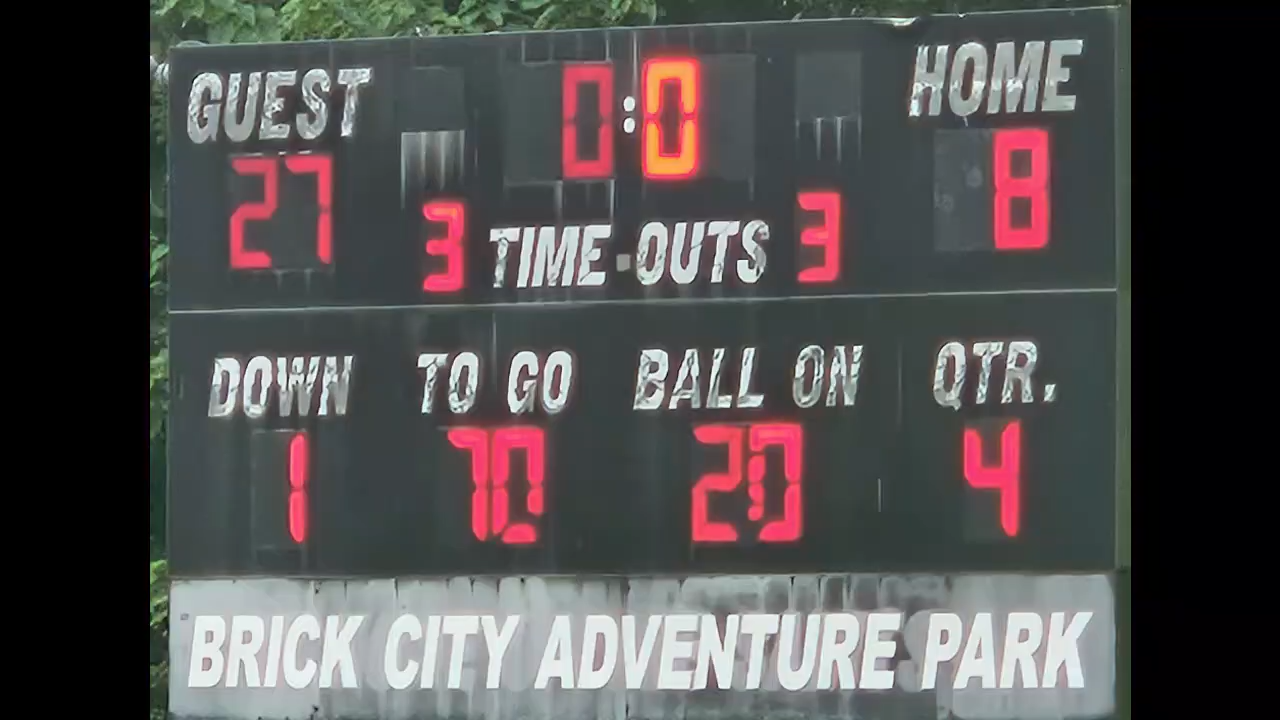 GUEST 0:0 HOME
27 3 TIME-OUTS 3 8
DOWN TO GO BALL ON QTR.
1 70 20 4
BRICK CITY ADVENTURE PARK